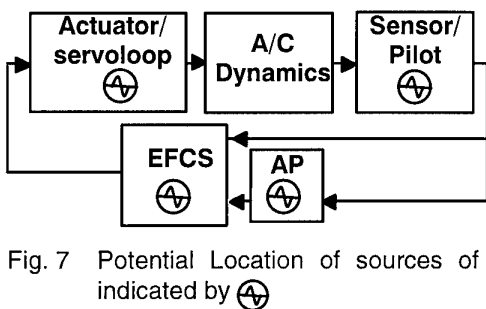 Actuator/
servoloop
A/C
Dynamics
Sensor/
Pilot
EFCS
AP
Fig. 7 Potential Location of sources of
indicated by